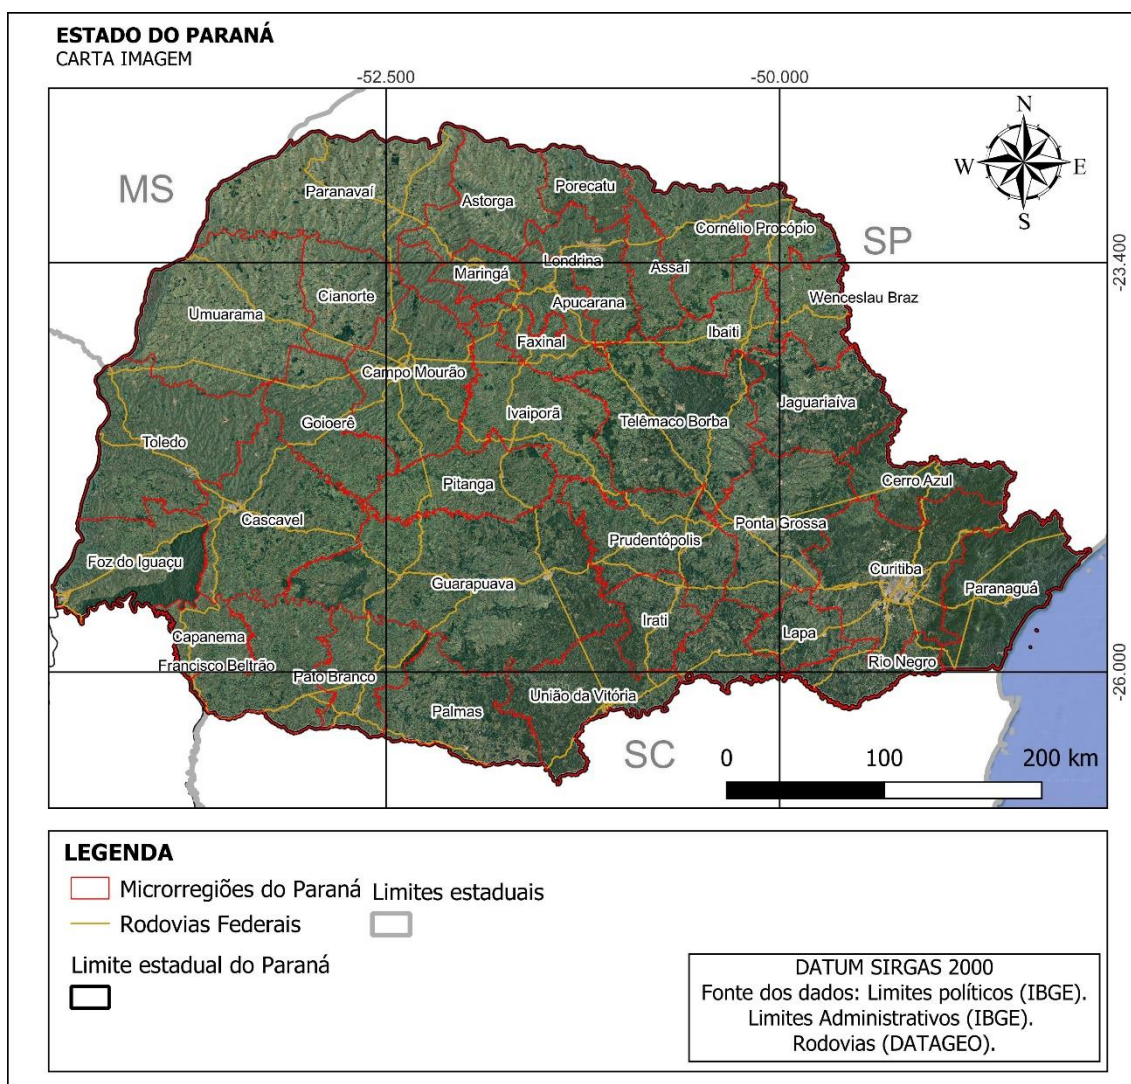 ESTADO DO PARANÁ
CARTA IMAGEM
-52.500
-50.000
N
W
E
S
MS
SP
Paranavaí
Porecatu
Astorga
Cornélio Procópio
Londrina
Assaí
Maringá
-23.400
Cianorte
Apucarana
Wenceslau Braz
Umuarama
Ibaiti
Faxinal
Campo Mourão
Jaguariaíva
Ivaiporã
Goioerê
Telêmaco Borba
Toledo
Cerro Azul
Pitanga
Cascavel
Ponta Grossa
Prudentópolis
Foz do Iguaçu
Curitiba
Guarapuava
Paranaguá
Irati
Lapa
Capanema
Rio Negro
Francisco Beltrão
Pato Branco
-26.000
União da Vitória
Palmas
SC
0 100 200 km
LEGENDA
Microrregiões do Paraná
Limites estaduais
Rodovias Federais
Limite estadual do Paraná
DATUM SIRGAS 2000
Fonte dos dados: Limites políticos (IBGE).
Limites Administrativos (IBGE).
Rodovias (DATAGEO).